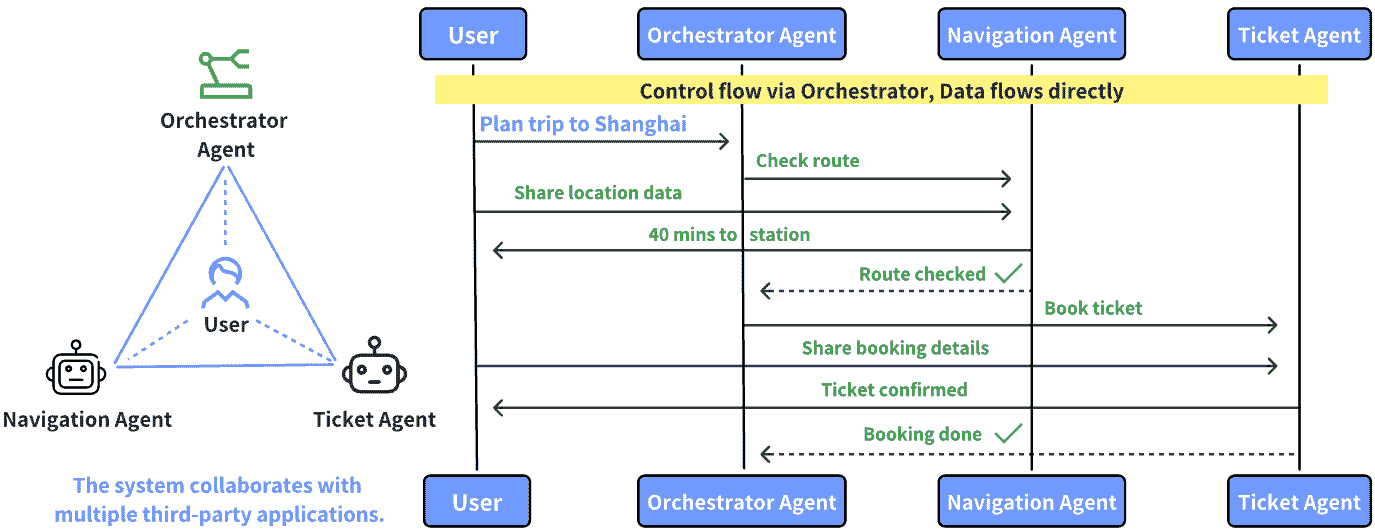 Orchestrator
Agent
User
Navigation Agent
Ticket Agent
The system collaborates with
multiple third-party applications.
User
Orchestrator Agent
Navigation Agent
Ticket Agent
Control flow via Orchestrator, Data flows directly
Plan trip to Shanghai
Check route
Share location data
40 mins to station
Route checked
Book ticket
Share booking details
Ticket confirmed
Booking done
User
Orchestrator Agent
Navigation Agent
Ticket Agent